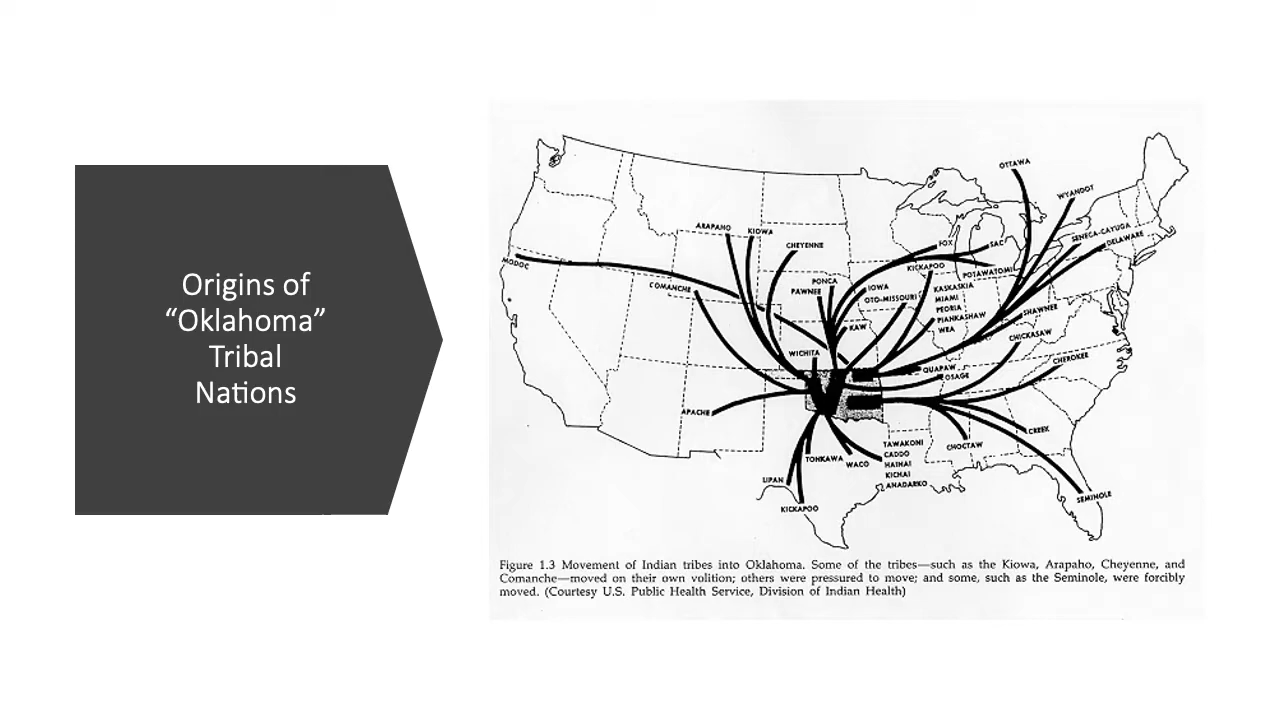 Origins of
“Oklahoma”
Tribal
Nations
OTTAWA
WYANDOT
SENECA-CAYUGA
DELAWARE
ARAPAHO
KIOWA
CHEYENNE
FOX
SAC
MODOC
KICKAPOO
POTAWATOMI
COMANCHE
PONCA
PAWNEE
IOWA
OTO-MISSOURI
KASKASKIA
MIAMI
PEORIA
PIANKASHAW
WEA
SHAWNEE
KAW
CHICKASAW
WICHITA
CHEROKEE
QUAPAW
OSAGE
APACHE
CREEK
CHOCTAW
TONKAWA
WACO
TAWAKONI
CADDO
HAINAI
KICHAI
ANADARKO
LIPAN
KICKAPOO
SEMINOLE
Figure 1.3 Movement of Indian tribes into Oklahoma. Some of the tribes—such as the Kiowa, Arapaho, Cheyenne, and
Comanche—moved on their own volition; others were pressured to move; and some, such as the Seminole, were forcibly
moved. (Courtesy U.S. Public Health Service, Division of Indian Health)